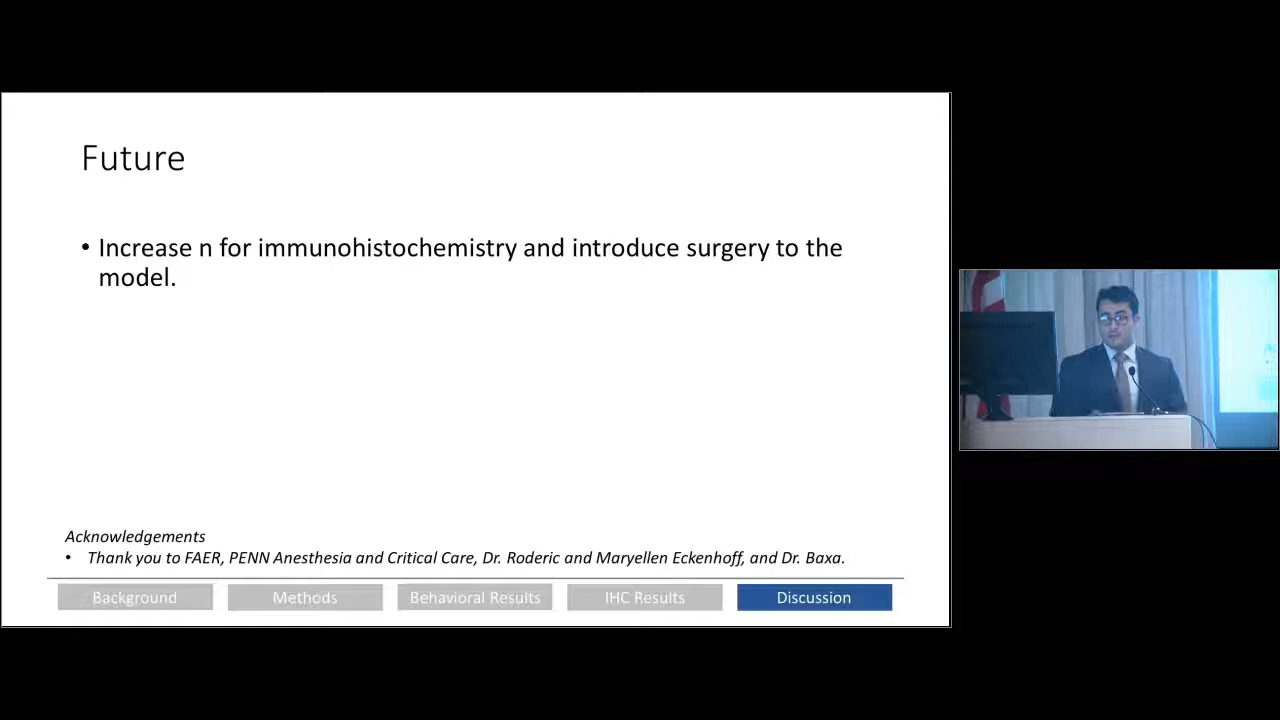 Future
• Increase n for immunohistochemistry and introduce surgery to the
model.
Acknowledgements
• Thank you to FAER, PENN Anesthesia and Critical Care, Dr. Roderic and Maryellen Eckenhoff, and Dr. Baxa.
Background
Methods
Behavioral Results
IHC Results
Discussion